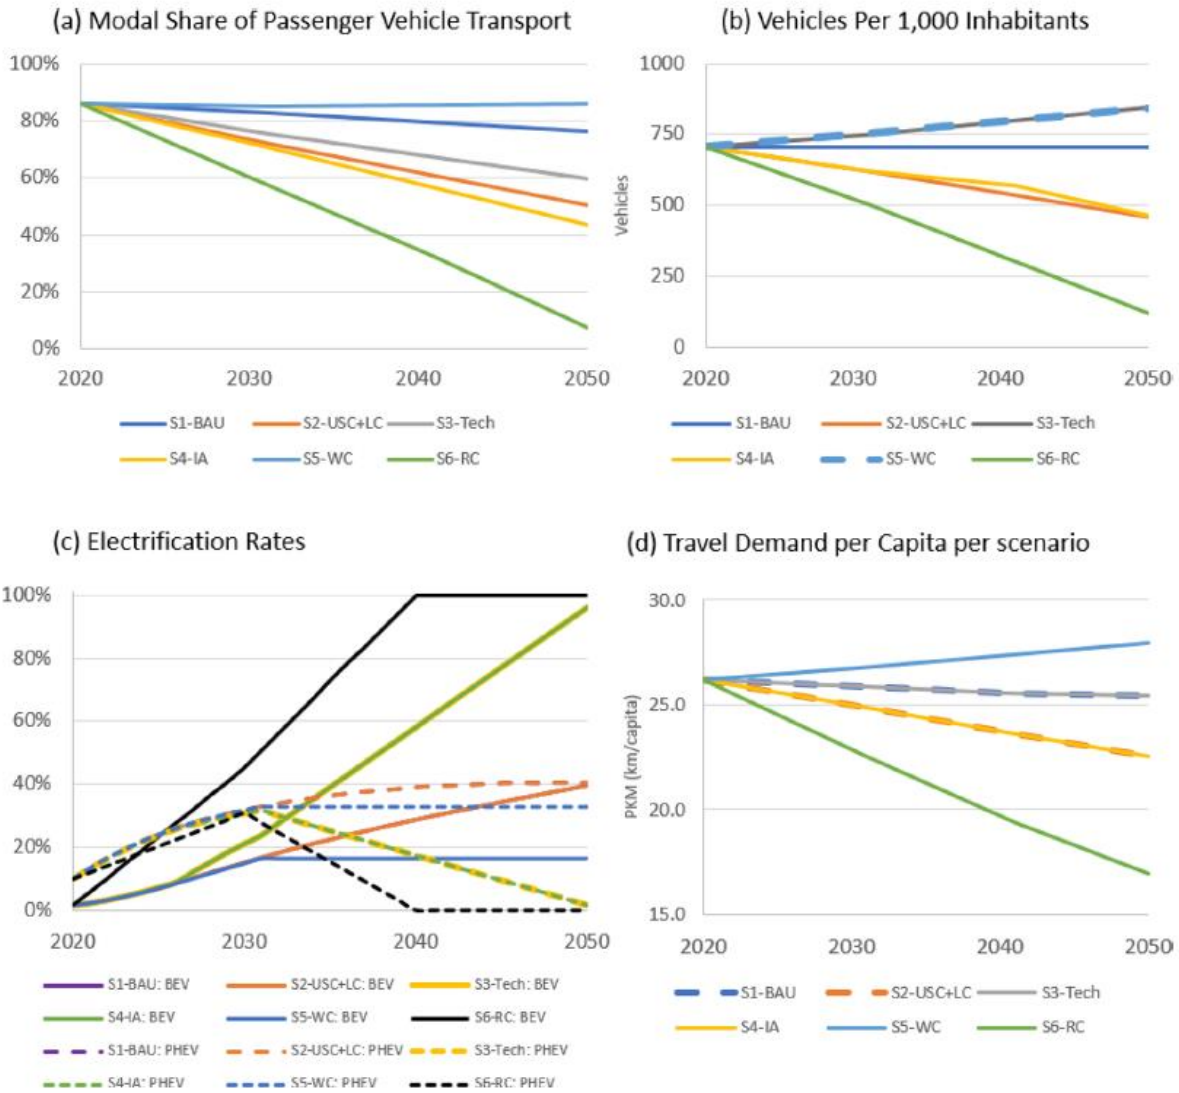 (a) Modal Share of Passenger Vehicle Transport
100%
80%
60%
40%
20%
0%
2020 2030 2040 2050
S1-BAU S2-USC+LC S3-Tech
S4-IA S5-WC S6-RC
(b) Vehicles Per 1,000 Inhabitants
Vehicles
1000
750
500
250
0
2020 2030 2040 2050
S1-BAU S2-USC+LC S3-Tech
S4-IA S5-WC S6-RC
(c) Electrification Rates
100%
80%
60%
40%
20%
0%
2020 2030 2040 2050
S1-BAU: BEV S2-USC+LC: BEV S3-Tech: BEV
S4-IA: BEV S5-WC: BEV S6-RC: BEV
S1-BAU: PHEV S2-USC+LC: PHEV S3-Tech: PHEV
S4-IA: PHEV S5-WC: PHEV S6-RC: PHEV
(d) Travel Demand per Capita per scenario
PKM (km/capita)
30.0
25.0
20.0
15.0
2020 2030 2040 2050
S1-BAU S2-USC+LC S3-Tech
S4-IA S5-WC S6-RC